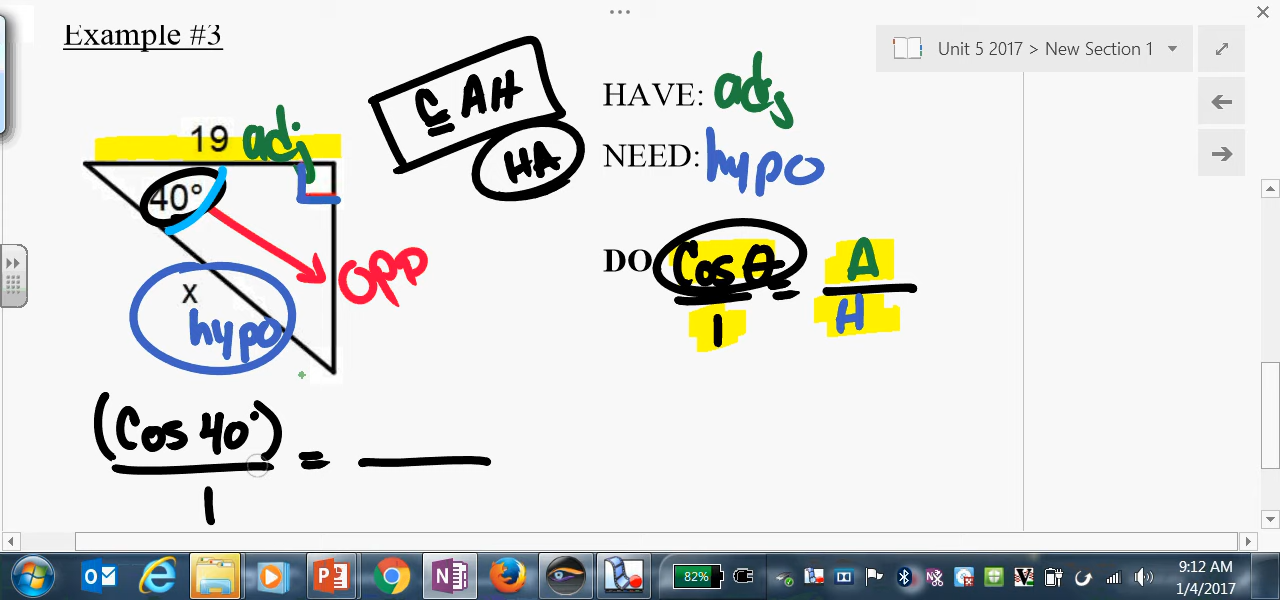 Example #3
Unit 5 2017 > New Section 1
C AH
HAVE: adj
19 adj
HA
NEED: hypo
40°
opp
DO Cos θ = A
1 H
x
hypo
(Cos 40°) =
1
82%
9:12 AM
1/4/2017